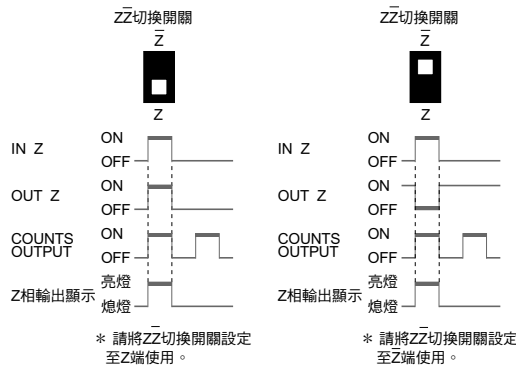 ZZ̅切換開關
Z̅
Z
IN Z
ON
OFF
OUT Z
ON
OFF
COUNTS
OUTPUT
ON
OFF
Z相輸出顯示
亮燈
熄燈
＊ 請將ZZ̅切換開關設定
至Z端使用。
ZZ̅切換開關
Z̅
Z
IN Z
ON
OFF
OUT Z
ON
OFF
COUNTS
OUTPUT
ON
OFF
Z相輸出顯示
亮燈
熄燈
＊ 請將ZZ̅切換開關設定
至Z̅端使用。